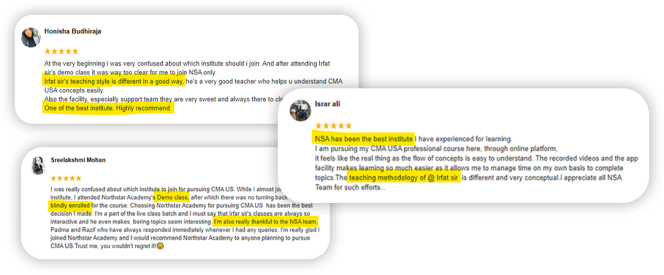 Honisha Budhiraja
At the very beginning I was very confused about which institute should i join. And after attending Irfat
sir's demo class it was way too clear for me to join NSA only.
Irfat sir's teaching style is different in a good way, he's a very good teacher who helps u understand CMA
USA concepts easily.
Also the facility, especially support team they are very sweet and always there to cle
One of the best institute, Highly recommend.
Israr ali
NSA has been the best institute I have experienced for learning.
I am pursuing my CMA USA professional course here, through online platform,
it feels like the real thing as the flow of concepts is easy to understand. The recorded videos and the app
facility makes learning so much easier as it allows me to manage time on my own basis to complete
topics.The teaching methodology of @ Irfat sir is different and very conceptual.i appreciate all NSA
Team for such efforts...
Sreelakshmi Mohan
I was really confused about which institute to join for pursuing CMA US. While I almost joi
Institute, I attended Northstar Academy's Demo class, after which there was no turning back
blindly enrolled for the course. Choosing Northstar Academy for pursuing CMA US has been the best
decision I made. I'm a part of the live class batch and I must say that Irfat sir's classes are always so
interactive and he even makes boring topics seem interesting. I'm also really thankful to the NSA team,
Padma and Razif who have always responded immediately whenever I had any queries. I'm really glad I
joined Northstar Academy and I would recommend Northstar Academy to anyone planning to pursue
CMA US.Trust me, you wouldn't regret it!